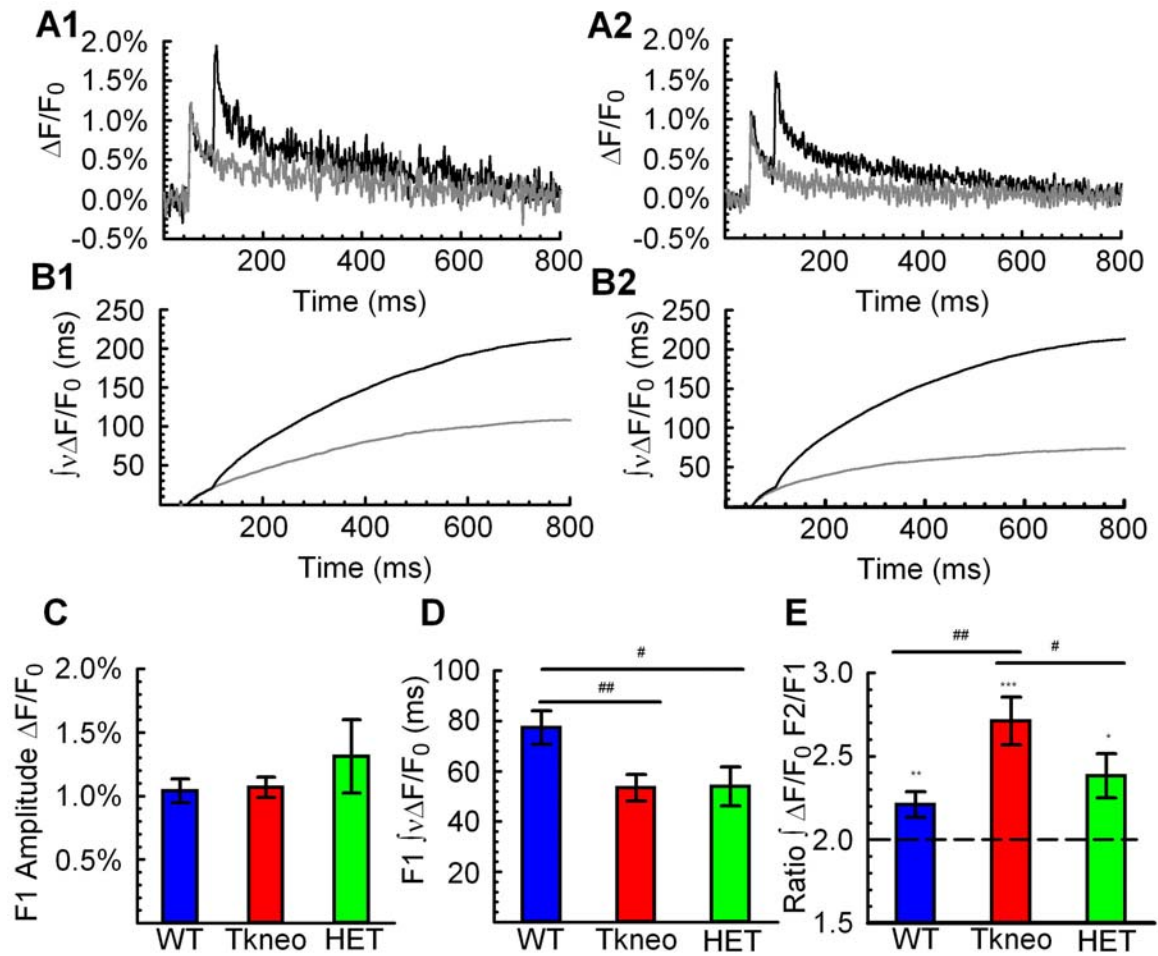 A1
2.0%
1.5%
1.0%
0.5%
0.0%
-0.5%
ΔF/F0
200 400 600 800
Time (ms)
A2
2.0%
1.5%
1.0%
0.5%
0.0%
-0.5%
ΔF/F0
200 400 600 800
Time (ms)
B1
250
200
150
100
50
∫νΔF/F0 (ms)
200 400 600 800
Time (ms)
B2
250
200
150
100
50
∫νΔF/F0 (ms)
200 400 600 800
Time (ms)
C
2.0%
1.5%
1.0%
0.5%
F1 Amplitude ΔF/F0
WT Tkneo HET
D
100
80
60
40
20
F1 ∫νΔF/F0 (ms)
#
##
WT Tkneo HET
E
3.0
2.5
2.0
1.5
Ratio ∫ ΔF/F0 F2/F1
## #
** *** *
WT Tkneo HET